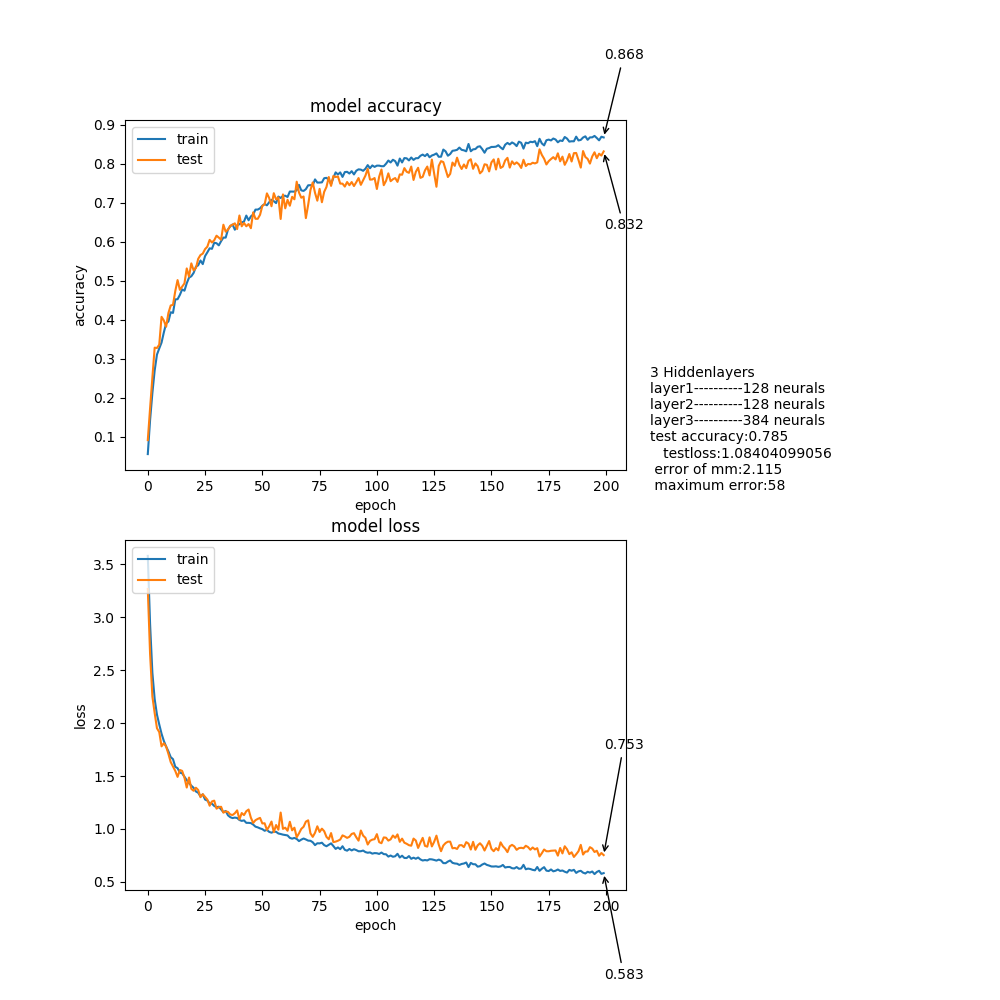 0.868
model accuracy
train
test
0.9
0.8
0.7
0.6
0.5
0.4
0.3
0.2
0.1
accuracy
0.832
0 25 50 75 100 125 150 175 200
epoch
3 Hiddenlayers
layer1----------128 neurals
layer2----------128 neurals
layer3----------384 neurals
test accuracy:0.785
testloss:1.08404099056
error of mm:2.115
maximum error:58
model loss
train
test
3.5
3.0
2.5
2.0
1.5
1.0
0.5
loss
0.753
0 25 50 75 100 125 150 175 200
epoch
0.583